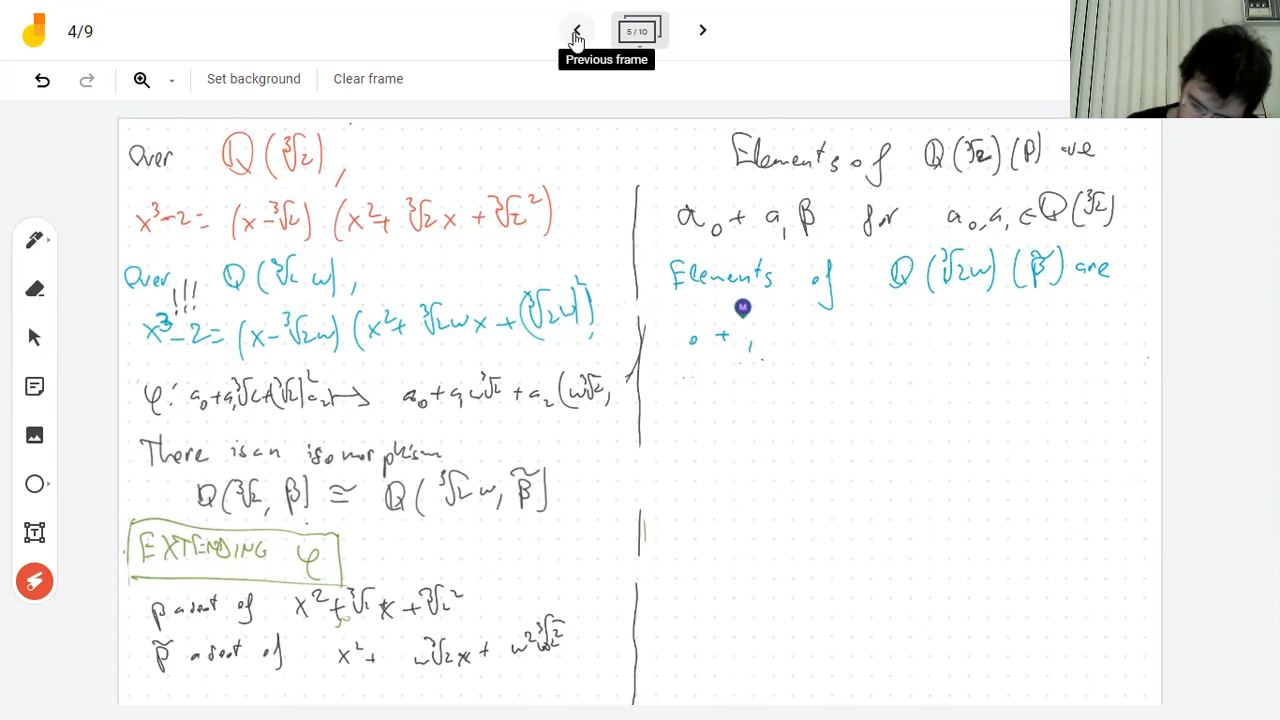 4/9
5 / 10
Previous frame
Set background
Clear frame
Over ℚ(∛2),
x³-2= (x-∛2) (x²+ ∛2x + ∛2²)
Over ℚ(∛2 ω),
!!!
x³-2= (x-∛2ω) (x²+ ∛2ωx + (∛2ω)²)
φ: a₀+a₁∛2+(∛2)²a₂ ↦ a₀+a₁ω∛2 + a₂(ω∛2)²
There is an isomorphism
ℚ(∛2, β) ≅ ℚ(∛2ω, β̃)
EXTENDING φ
β a root of x²+∛2x+∛2²
β̃ a root of x²+ ω∛2x+ ω²∛2²
Elements of ℚ(∛2)(β) are
a₀ + a₁β for a₀,a₁ ∈ℚ(∛2)
Elements of ℚ(∛2ω)(β̃) are
M
₀ + ₁